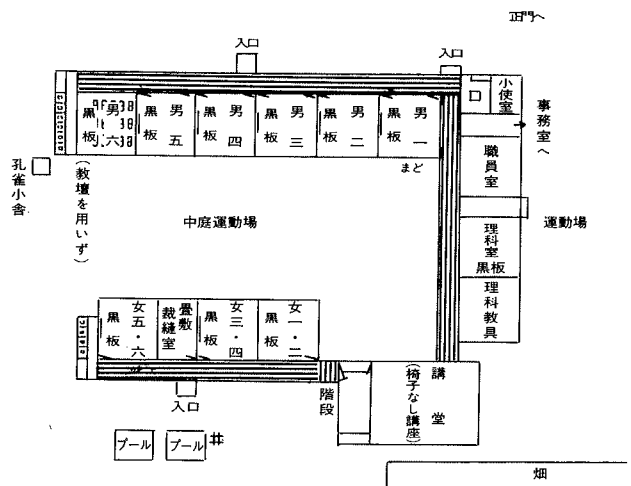 正門へ
入口
入口
小使室
事務室へ
黒板 男六
黒板 男五
黒板 男四
黒板 男三
黒板 男二
黒板 男一
まど
職員室
孔雀小舎
(教壇を用いず)
中庭運動場
運動場
理科室
黒板
理科教具
黒板 女五・六
裁縫室 畳敷
黒板 女三・四
黒板 女一・二
入口
階段
講堂
(椅子なし講座)
プール
プール
井
畑